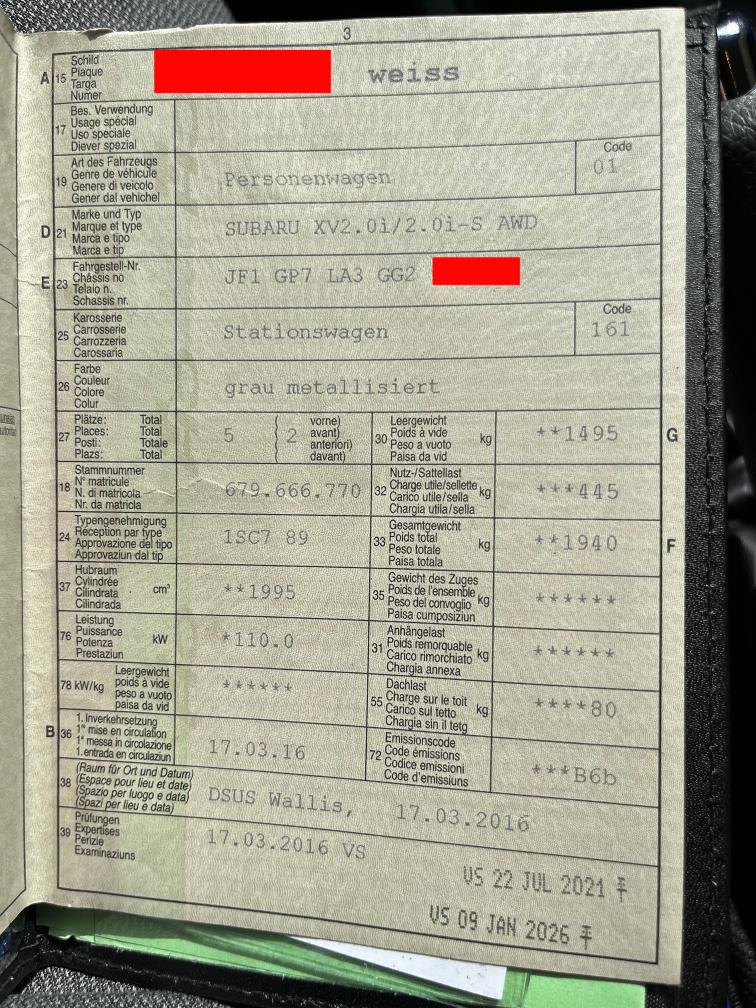 3
A 15 Schild
Plaque
Targa
Numer
weiss
17 Bes. Verwendung
Usage spécial
Uso speciale
Diever spezial
19 Art des Fahrzeugs
Genre de véhicule
Genere di veicolo
Gener dal vehichel
Personenwagen
Code
01
D 21 Marke und Typ
Marque et type
Marca e tipo
Marca e tip
SUBARU XV2.0i/2.0i-S AWD
E 23 Fahrgestell-Nr.
Châssis no
Telaio n.
Schassis nr.
JF1 GP7 LA3 GG2
25 Karosserie
Carrosserie
Carrozzeria
Carossaria
Stationswagen
Code
161
26 Farbe
Couleur
Colore
Colur
grau metallisiert
27 Plätze: Total
Places: Total
Posti: Totale
Plazs: Total
5 ( 2 vorne)
avant)
anteriori)
davant)
30 Leergewicht
Poids à vide
Peso a vuoto
Paisa da vid
kg
**1495
G
18 Stammnummer
N° matricule
N. di matricola
Nr. da matricla
679.666.770
32 Nutz-/Sattellast
Charge utile/sellette
Carico utile/sella
Chargia utila/sella
kg
***445
24 Typengenehmigung
Réception par type
Approvazione del tipo
Approvaziun dal tip
1SC7 89
33 Gesamtgewicht
Poids total
Peso totale
Paisa totala
kg
**1940
F
37 Hubraum
Cylindrée
Cilindrata
Cilindrada
cm³
**1995
35 Gewicht des Zuges
Poids de l'ensemble
Peso del convoglio
Paisa cumposiziun
kg
******
76 Leistung
Puissance
Potenza
Prestaziun
kW
*110.0
31 Anhängelast
Poids remorquable
Carico rimorchiato
Chargia annexa
kg
******
78 kW/kg Leergewicht
poids à vide
peso a vuoto
paisa da vid
******
55 Dachlast
Charge sur le toit
Carico sul tetto
Chargia sin il tetg
kg
****80
B 36 1. Inverkehrsetzung
1re mise en circulation
1a messa in circolazione
1. entrada en circulaziun
17.03.16
72 Emissionscode
Code émissions
Codice emissioni
Code d'emissiuns
***B6b
38 (Raum für Ort und Datum)
(Espace pour lieu et date)
(Spazio per luogo e data)
(Spazi per lieu e data)
DSUS Wallis, 17.03.2016
39 Prüfungen
Expertises
Perizie
Examinaziuns
17.03.2016 VS
VS 22 JUL 2021
VS 09 JAN 2026